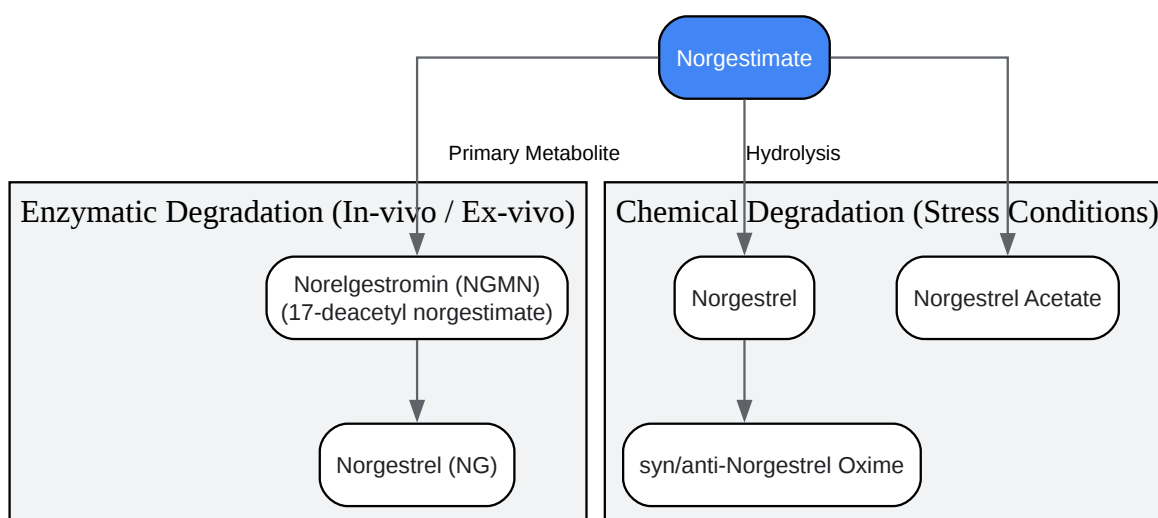 Norgestimate
Primary Metabolite
Hydrolysis
Enzymatic Degradation (In-vivo / Ex-vivo)
Chemical Degradation (Stress Conditions)
Norelgestromin (NGMN)
(17-deacetyl norgestimate)
Norgestrel
Norgestrel Acetate
Norgestrel (NG)
syn/anti-Norgestrel Oxime